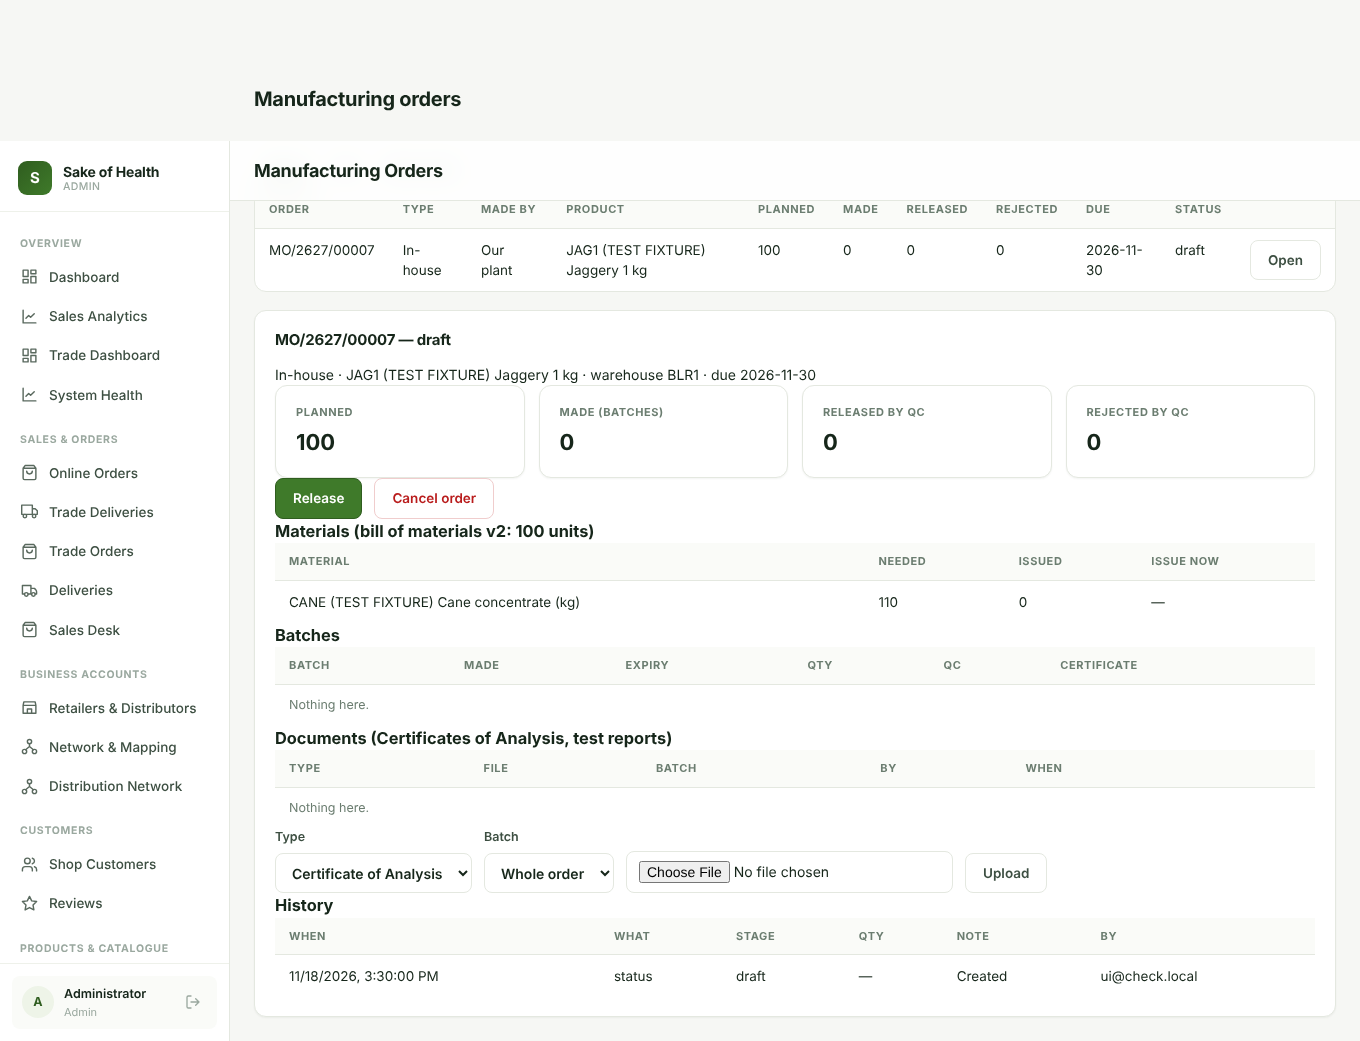 Manufacturing orders
S
Sake of Health
ADMIN
OVERVIEW
Dashboard
Sales Analytics
Trade Dashboard
System Health
SALES & ORDERS
Online Orders
Trade Deliveries
Trade Orders
Deliveries
Sales Desk
BUSINESS ACCOUNTS
Retailers & Distributors
Network & Mapping
Distribution Network
CUSTOMERS
Shop Customers
Reviews
PRODUCTS & CATALOGUE
A
Administrator
Admin
Manufacturing Orders
ORDER TYPE MADE BY PRODUCT PLANNED MADE RELEASED REJECTED DUE STATUS
MO/2627/00007 In-house Our plant JAG1 (TEST FIXTURE) Jaggery 1 kg 100 0 0 0 2026-11-30 draft Open
MO/2627/00007 — draft
In-house · JAG1 (TEST FIXTURE) Jaggery 1 kg · warehouse BLR1 · due 2026-11-30
PLANNED MADE (BATCHES) RELEASED BY QC REJECTED BY QC
100 0 0 0
Release Cancel order
Materials (bill of materials v2: 100 units)
MATERIAL NEEDED ISSUED ISSUE NOW
CANE (TEST FIXTURE) Cane concentrate (kg) 110 0 —
Batches
BATCH MADE EXPIRY QTY QC CERTIFICATE
Nothing here.
Documents (Certificates of Analysis, test reports)
TYPE FILE BATCH BY WHEN
Nothing here.
Type Batch
Certificate of Analysis Whole order Choose File No file chosen Upload
History
WHEN WHAT STAGE QTY NOTE BY
11/18/2026, 3:30:00 PM status draft — Created ui@check.local